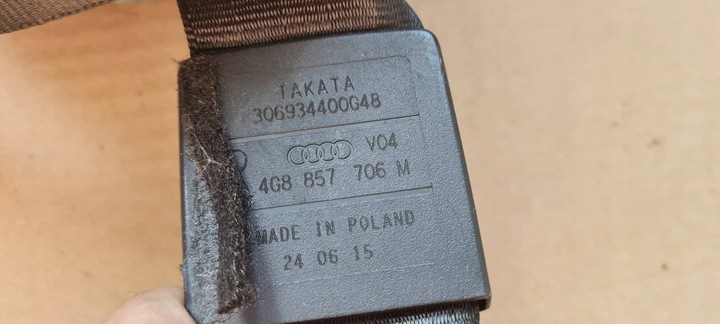 TAKATA
306934400G48
V04
4G8 857 706 M
MADE IN POLAND
24 06 15